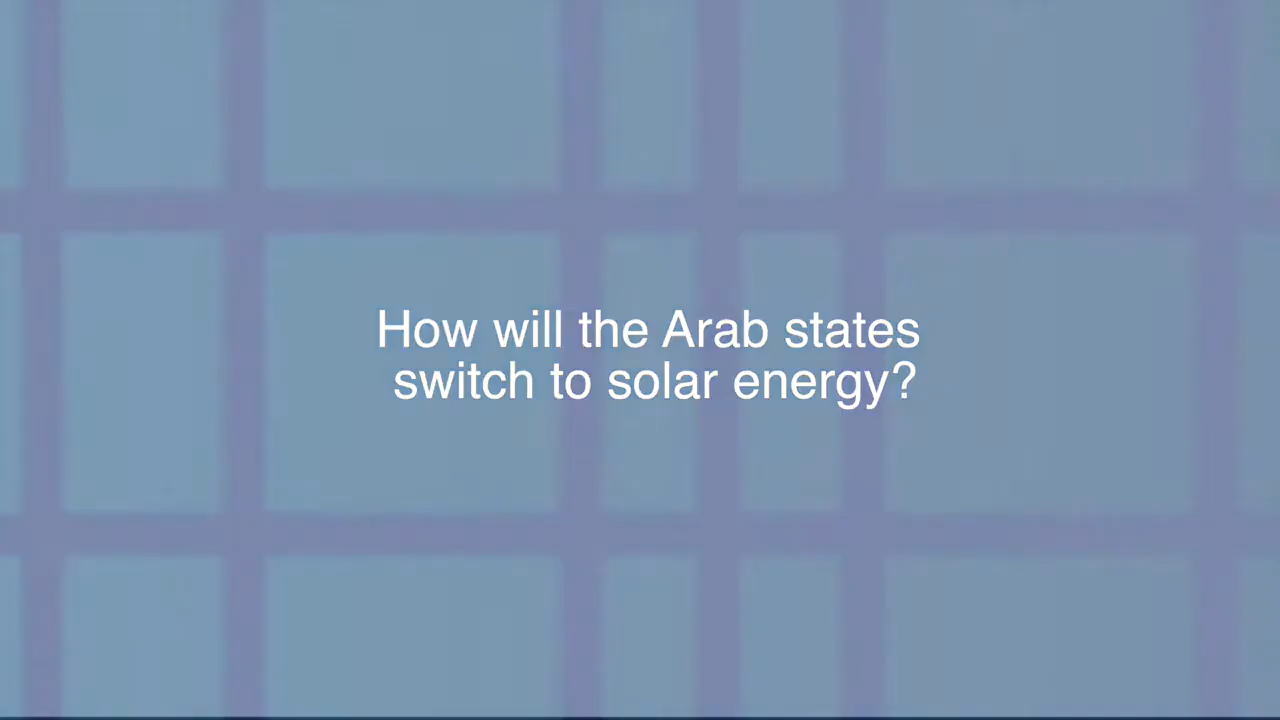 How will the Arab states
switch to solar energy?